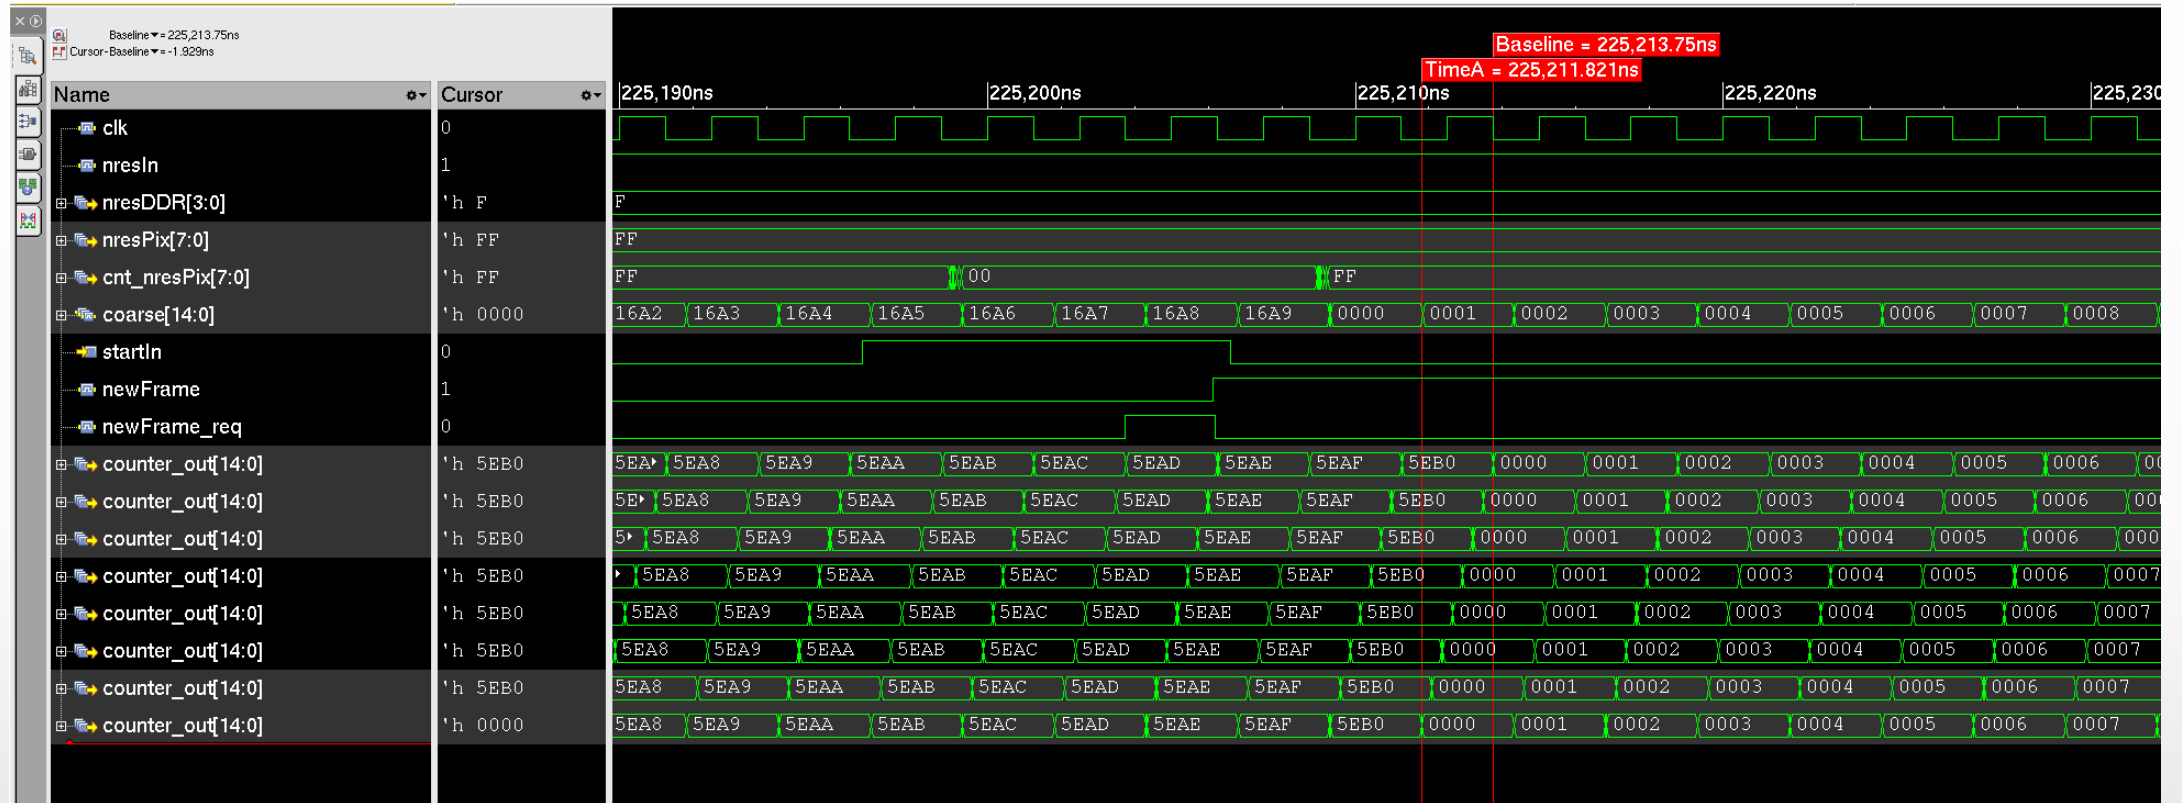 Baseline = 225,213.75ns
Cursor-Baseline = -1.929ns
Baseline = 225,213.75ns
TimeA = 225,211.821ns
Name Cursor 225,190ns 225,200ns 225,210ns 225,220ns 225,230
clk 0
nresIn 1
nresDDR[3:0] 'h F F
nresPix[7:0] 'h FF FF
cnt_nresPix[7:0] 'h FF FF 00 FF
coarse[14:0] 'h 0000 16A2 16A3 16A4 16A5 16A6 16A7 16A8 16A9 0000 0001 0002 0003 0004 0005 0006 0007 0008
startIn 0
newFrame 1
newFrame_req 0
counter_out[14:0] 'h 5EB0 5EA 5EA8 5EA9 5EAA 5EAB 5EAC 5EAD 5EAE 5EAF 5EB0 0000 0001 0002 0003 0004 0005 0006 00
counter_out[14:0] 'h 5EB0 5E 5EA8 5EA9 5EAA 5EAB 5EAC 5EAD 5EAE 5EAF 5EB0 0000 0001 0002 0003 0004 0005 0006 00
counter_out[14:0] 'h 5EB0 5 5EA8 5EA9 5EAA 5EAB 5EAC 5EAD 5EAE 5EAF 5EB0 0000 0001 0002 0003 0004 0005 0006 000
counter_out[14:0] 'h 5EB0 5EA8 5EA9 5EAA 5EAB 5EAC 5EAD 5EAE 5EAF 5EB0 0000 0001 0002 0003 0004 0005 0006 0007
counter_out[14:0] 'h 5EB0 5EA8 5EA9 5EAA 5EAB 5EAC 5EAD 5EAE 5EAF 5EB0 0000 0001 0002 0003 0004 0005 0006 0007
counter_out[14:0] 'h 5EB0 5EA8 5EA9 5EAA 5EAB 5EAC 5EAD 5EAE 5EAF 5EB0 0000 0001 0002 0003 0004 0005 0006 0007
counter_out[14:0] 'h 5EB0 5EA8 5EA9 5EAA 5EAB 5EAC 5EAD 5EAE 5EAF 5EB0 0000 0001 0002 0003 0004 0005 0006 0007
counter_out[14:0] 'h 0000 5EA8 5EA9 5EAA 5EAB 5EAC 5EAD 5EAE 5EAF 5EB0 0000 0001 0002 0003 0004 0005 0006 0007